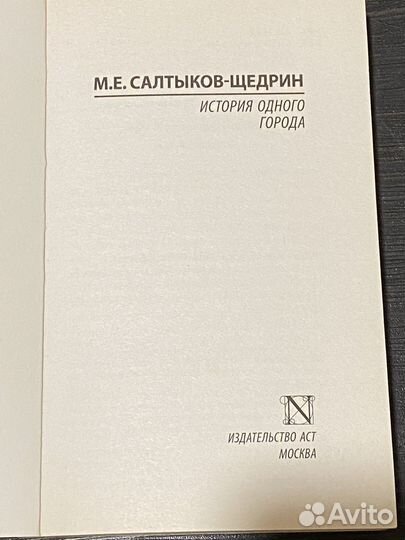 М.Е. САЛТЫКОВ-ЩЕДРИН
ИСТОРИЯ ОДНОГО
ГОРОДА
N
ИЗДАТЕЛЬСТВО АСТ
МОСКВА
Avito